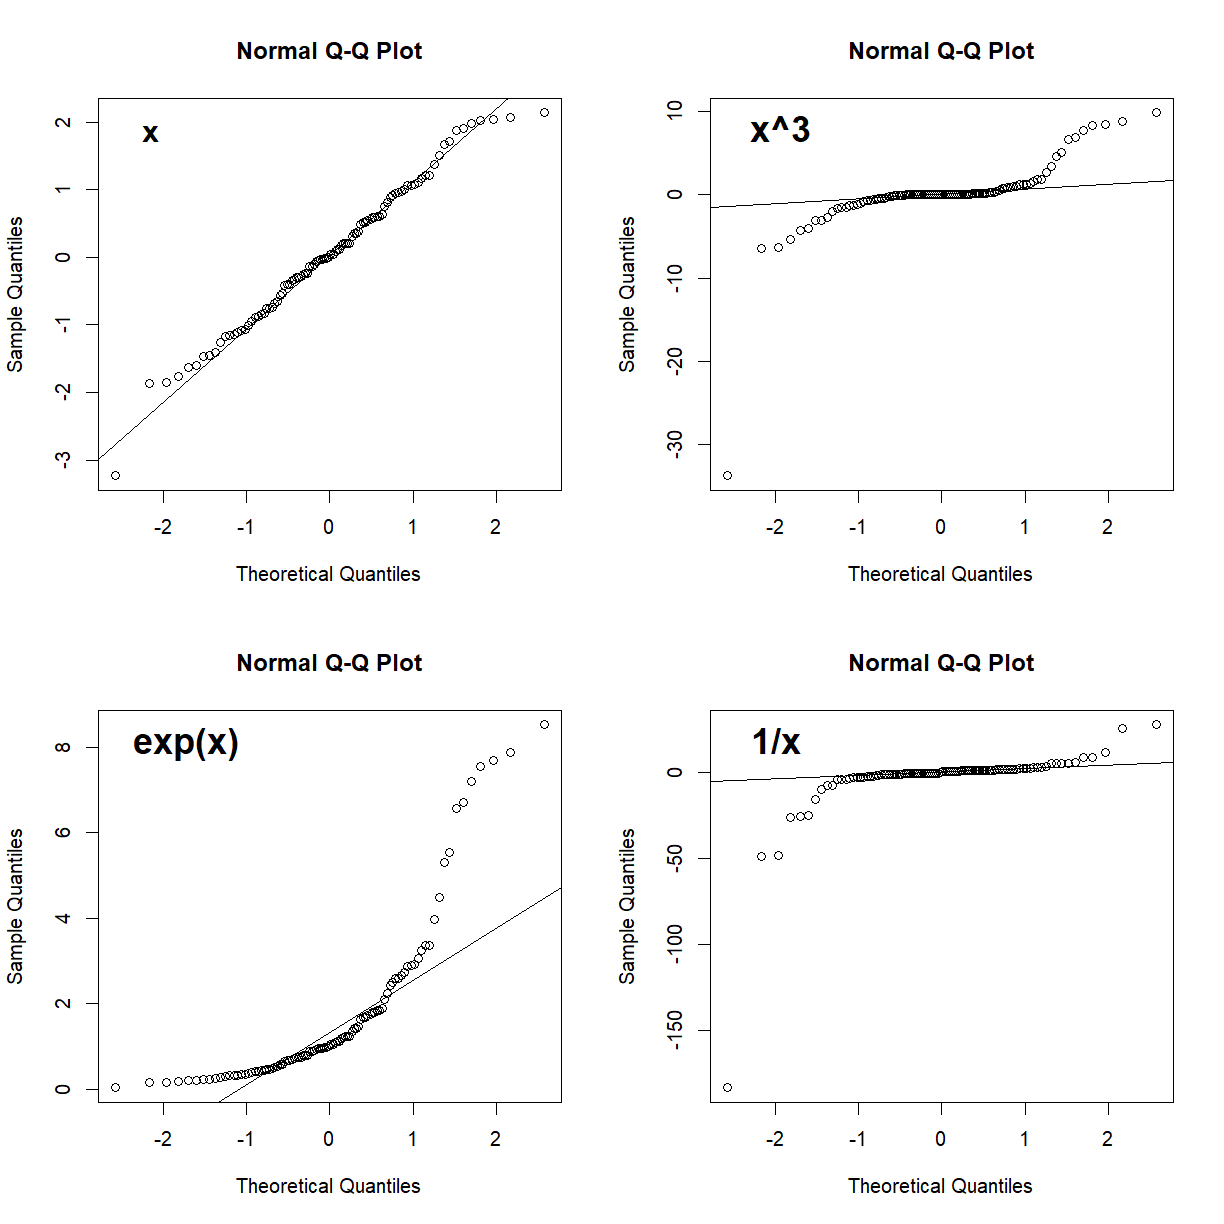 Normal Q-Q Plot
x
2
1
0
-1
-2
-3
Sample Quantiles
-2 -1 0 1 2
Theoretical Quantiles
Normal Q-Q Plot
x^3
10
0
-10
-20
-30
Sample Quantiles
-2 -1 0 1 2
Theoretical Quantiles
Normal Q-Q Plot
exp(x)
8
6
4
2
0
Sample Quantiles
-2 -1 0 1 2
Theoretical Quantiles
Normal Q-Q Plot
1/x
0
-50
-100
-150
Sample Quantiles
-2 -1 0 1 2
Theoretical Quantiles